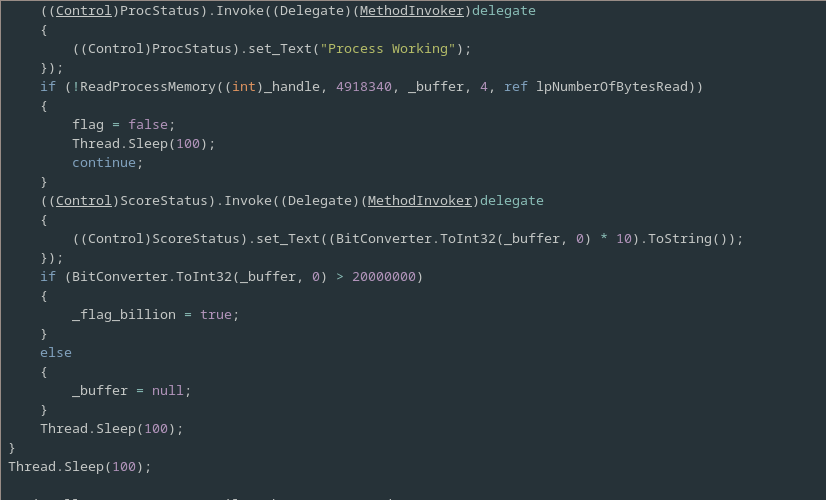 ((Control)ProcStatus).Invoke((Delegate)(MethodInvoker)delegate
{
((Control)ProcStatus).set_Text("Process Working");
});
if (!ReadProcessMemory((int)_handle, 4918340, _buffer, 4, ref lpNumberOfBytesRead))
{
flag = false;
Thread.Sleep(100);
continue;
}
((Control)ScoreStatus).Invoke((Delegate)(MethodInvoker)delegate
{
((Control)ScoreStatus).set_Text((BitConverter.ToInt32(_buffer, 0) * 10).ToString());
});
if (BitConverter.ToInt32(_buffer, 0) > 20000000)
{
_flag_billion = true;
}
else
{
_buffer = null;
}
Thread.Sleep(100);
}
Thread.Sleep(100);